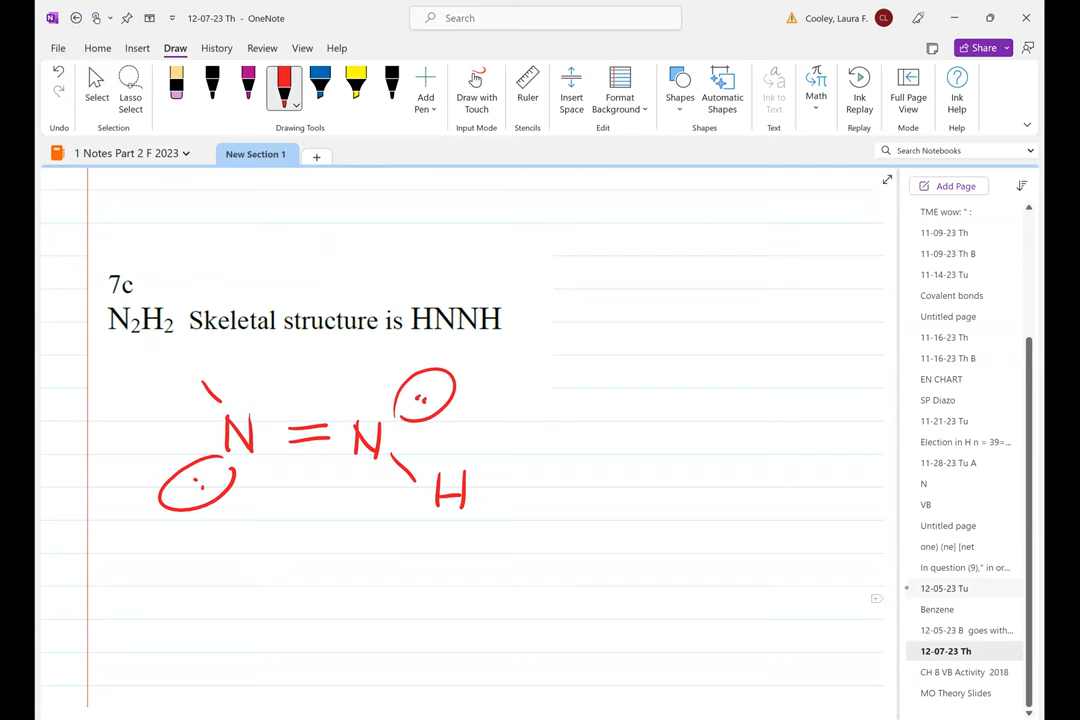 12-07-23 Th - OneNote
Search
Cooley, Laura F.
CL
File Home Insert Draw History Review View Help
Share
Undo
Select
Lasso Select
Selection
Drawing Tools
Add Pen
Draw with Touch
Input Mode
Ruler
Stencils
Insert Space
Format Background
Edit
Shapes
Automatic Shapes
Shapes
Ink to Text
Text
Math
Ink Replay
Replay
Full Page View
Mode
Ink Help
Help
1 Notes Part 2 F 2023
New Section 1
+
Search Notebooks
Add Page
TME wow: " :
11-09-23 Th
11-09-23 Th B
11-14-23 Tu
Covalent bonds
Untitled page
11-16-23 Th
11-16-23 Th B
EN CHART
SP Diazo
11-21-23 Tu
Election in H n = 39=...
11-28-23 Tu A
N
VB
Untitled page
one) (ne] [net
In question (9)," in or...
12-05-23 Tu
Benzene
12-05-23 B goes with...
12-07-23 Th
CH 8 VB Activity 2018
MO Theory Slides
7c
N₂H₂ Skeletal structure is HNNH
N = N
H